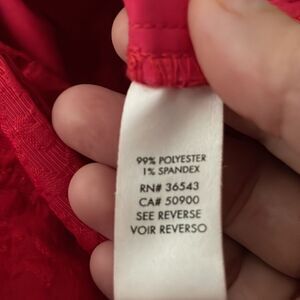 99% POLYESTER
1% SPANDEX
RN# 36543
CA# 50900
SEE REVERSE
VOIR REVERSO